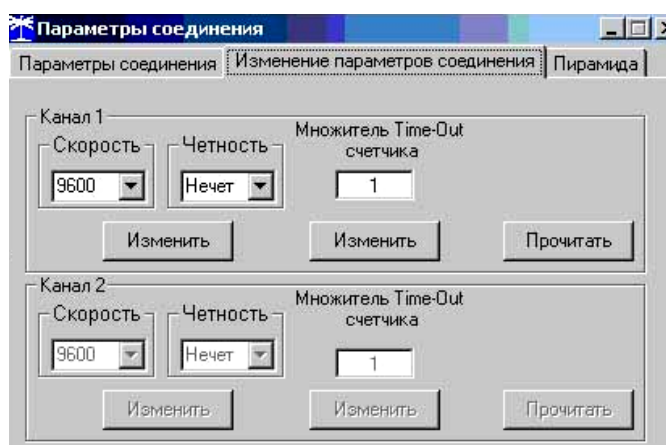 Параметры соединения
Параметры соединения Изменение параметров соединения Пирамида
Канал 1
Скорость Четность Множитель Time-Out
счетчика
9600 Нечет 1
Изменить Изменить Прочитать
Канал 2
Скорость Четность Множитель Time-Out
счетчика
9600 Нечет 1
Изменить Изменить Прочитать